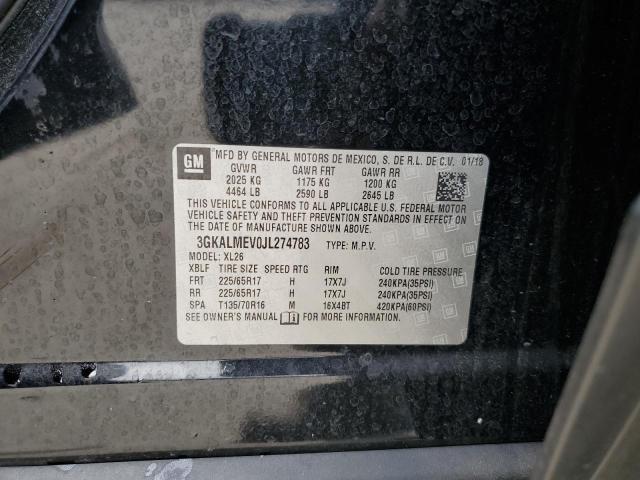 GM MFD BY GENERAL MOTORS DE MEXICO, S. DE R.L. DE C.V. 01/18
GVWR GAWR FRT GAWR RR
2025 KG 1175 KG 1200 KG
4464 LB 2590 LB 2645 LB
THIS VEHICLE CONFORMS TO ALL APPLICABLE U.S. FEDERAL MOTOR
VEHICLE SAFETY AND THEFT PREVENTION STANDARDS IN EFFECT ON
THE DATE OF MANUFACTURE SHOWN ABOVE.
3GKALMEV0JL274783 TYPE: M.P.V.
MODEL: XL26
XBLF TIRE SIZE SPEED RTG RIM COLD TIRE PRESSURE
FRT 225/65R17 H 17X7J 240KPA(35PSI)
RR 225/65R17 H 17X7J 240KPA(35PSI)
SPA T135/70R16 M 16X4BT 420KPA(60PSI)
SEE OWNER'S MANUAL FOR MORE INFORMATION.